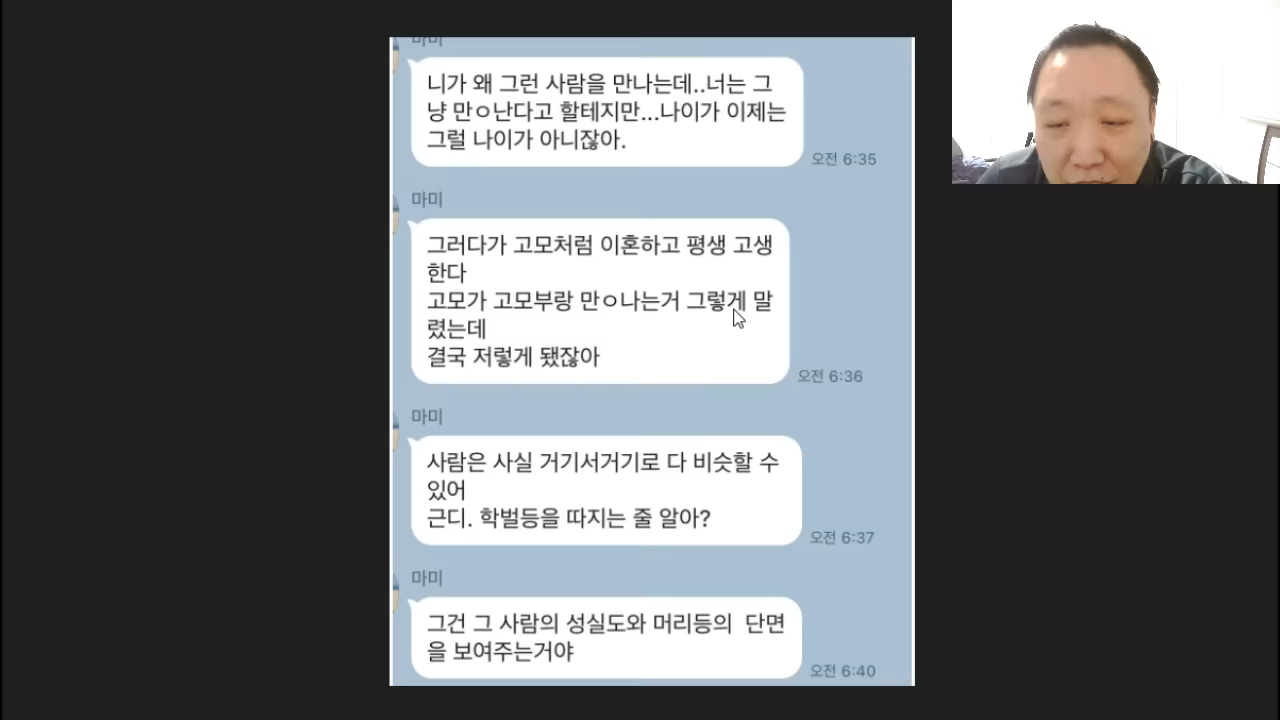 마미
니가 왜 그런 사람을 만나는데..너는 그
냥 만ㅇ난다고 할테지만...나이가 이제는
그럴 나이가 아니잖아.
오전 6:35
마미
그러다가 고모처럼 이혼하고 평생 고생
한다
고모가 고모부랑 만ㅇ나는거 그렇게 말
렸는데
결국 저렇게 됐잖아
오전 6:36
마미
사람은 사실 거기서거기로 다 비슷할 수
있어
근디. 학벌등을 따지는 줄 알아?
오전 6:37
마미
그건 그 사람의 성실도와 머리등의 단면
을 보여주는거야
오전 6:40